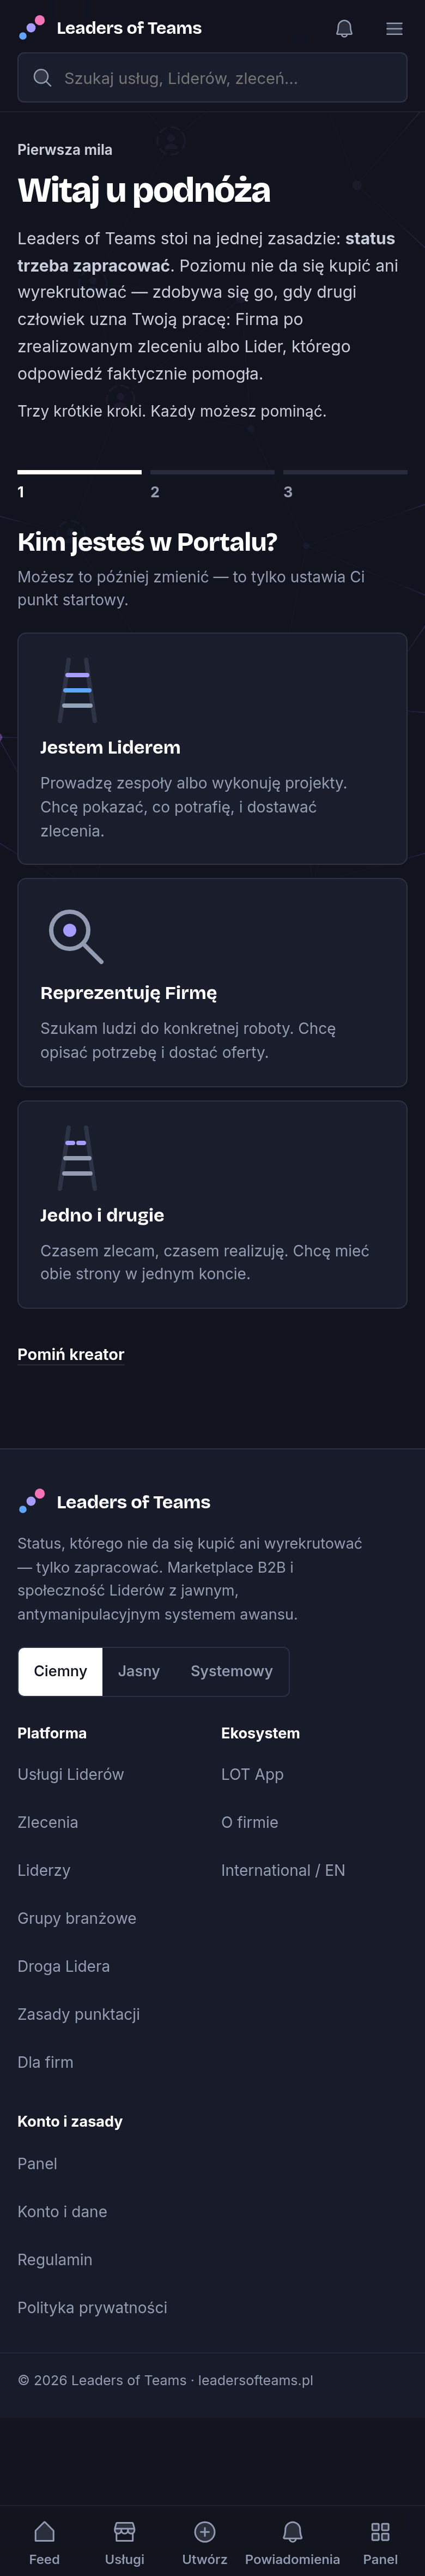 Leaders of Teams
Szukaj usług, Liderów, zleceń...
Pierwsza mila
Witaj u podnóża
Leaders of Teams stoi na jednej zasadzie: status
trzeba zapracować. Poziomu nie da się kupić ani
wyrekrutować — zdobywa się go, gdy drugi
człowiek uzna Twoją pracę: Firma po
zrealizowanym zleceniu albo Lider, którego
odpowiedź faktycznie pomogła.
Trzy krótkie kroki. Każdy możesz pominąć.
1 2 3
Kim jesteś w Portalu?
Możesz to później zmienić — to tylko ustawia Ci
punkt startowy.
Jestem Liderem
Prowadzę zespoły albo wykonuję projekty.
Chcę pokazać, co potrafię, i dostawać
zlecenia.
Reprezentuję Firmę
Szukam ludzi do konkretnej roboty. Chcę
opisać potrzebę i dostać oferty.
Jedno i drugie
Czasem zlecam, czasem realizuję. Chcę mieć
obie strony w jednym koncie.
Pomiń kreator
Leaders of Teams
Status, którego nie da się kupić ani wyrekrutować
— tylko zapracować. Marketplace B2B i
społeczność Liderów z jawnym,
antymanipulacyjnym systemem awansu.
Ciemny Jasny Systemowy
Platforma
Usługi Liderów
Zlecenia
Liderzy
Grupy branżowe
Droga Lidera
Zasady punktacji
Dla firm
Ekosystem
LOT App
O firmie
International / EN
Konto i zasady
Panel
Konto i dane
Regulamin
Polityka prywatności
© 2026 Leaders of Teams · leadersofteams.pl
Feed Usługi Utwórz Powiadomienia Panel